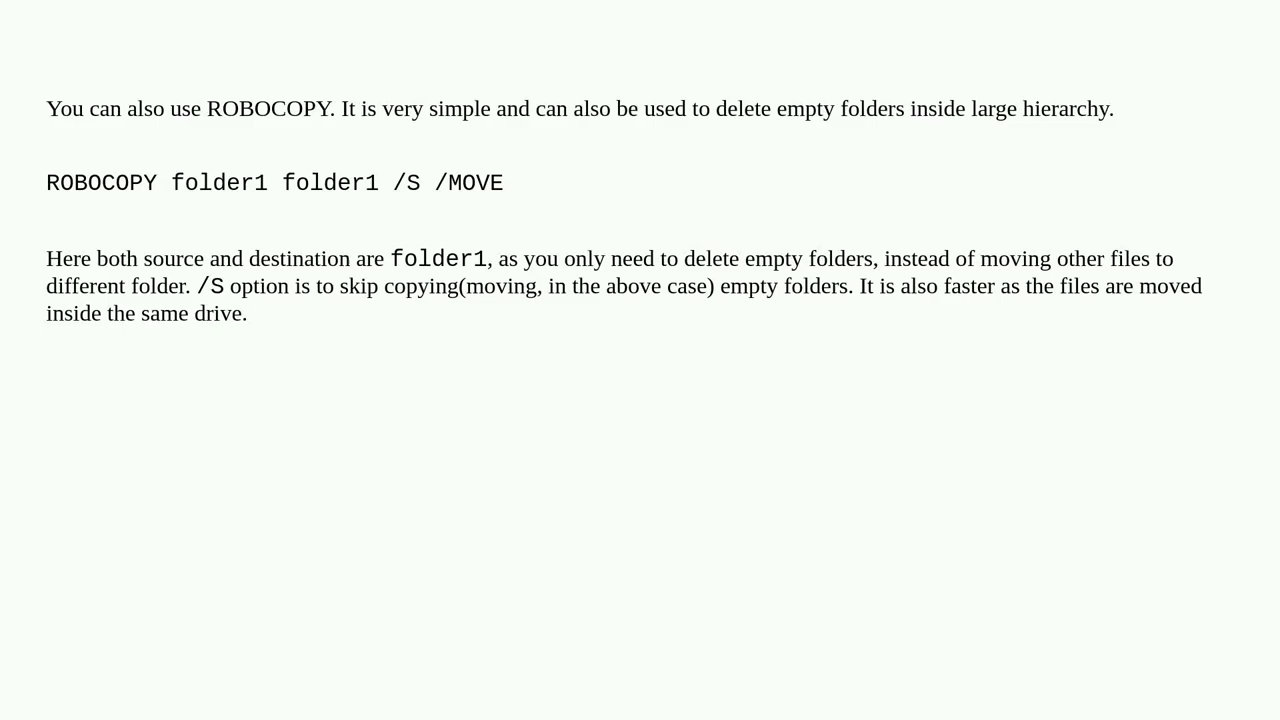 You can also use ROBOCOPY. It is very simple and can also be used to delete empty folders inside large hierarchy.
ROBOCOPY folder1 folder1 /S /MOVE
Here both source and destination are folder1, as you only need to delete empty folders, instead of moving other files to
different folder. /S option is to skip copying(moving, in the above case) empty folders. It is also faster as the files are moved
inside the same drive.